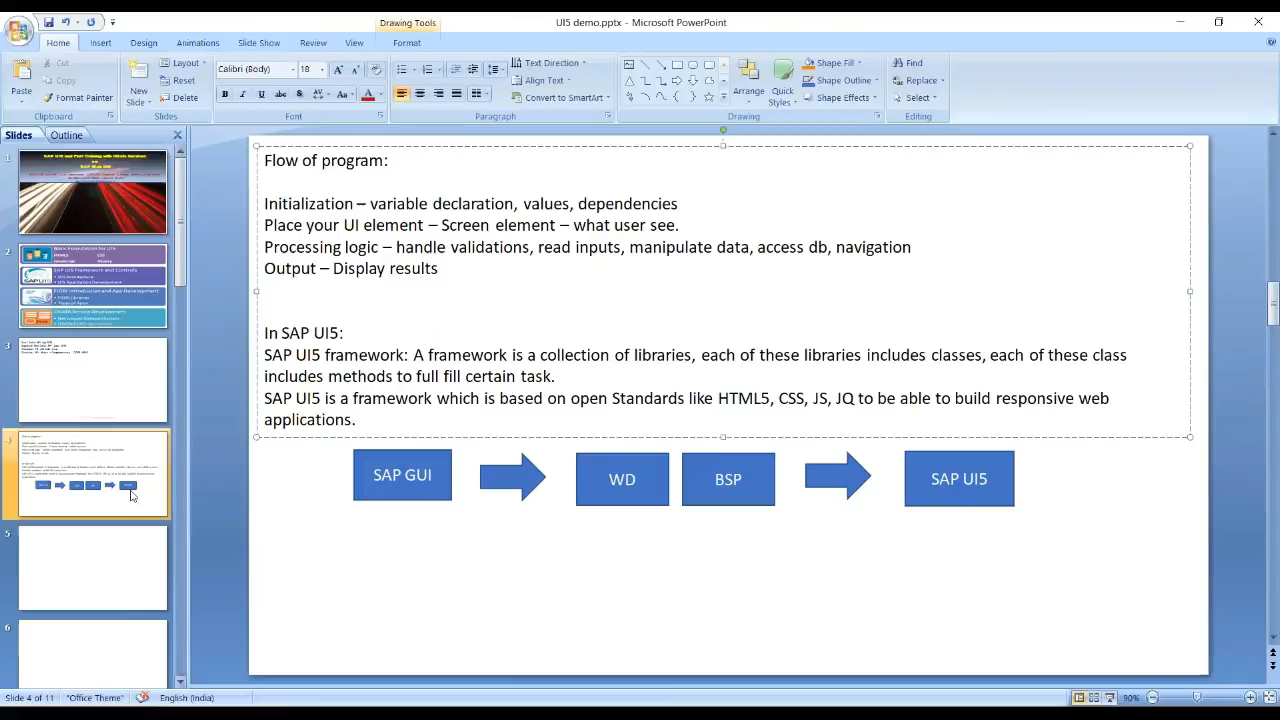 UI5 demo.pptx - Microsoft PowerPoint
Drawing Tools
Home Insert Design Animations Slide Show Review View Format
Paste
Cut
Copy
Format Painter
Clipboard
New Slide
Layout
Reset
Delete
Slides
Calibri (Body) 18
Font
Text Direction
Align Text
Convert to SmartArt
Paragraph
Arrange
Quick Styles
Shape Fill
Shape Outline
Shape Effects
Drawing
Find
Replace
Select
Editing
Slides Outline
1
2
3
5
6
Flow of program:
Initialization – variable declaration, values, dependencies
Place your UI element – Screen element – what user see.
Processing logic – handle validations, read inputs, manipulate data, access db, navigation
Output – Display results
In SAP UI5:
SAP UI5 framework: A framework is a collection of libraries, each of these libraries includes classes, each of these class
includes methods to full fill certain task.
SAP UI5 is a framework which is based on open Standards like HTML5, CSS, JS, JQ to be able to build responsive web
applications.
SAP GUI WD BSP SAP UI5
Slide 4 of 11 "Office Theme" English (India) 90%